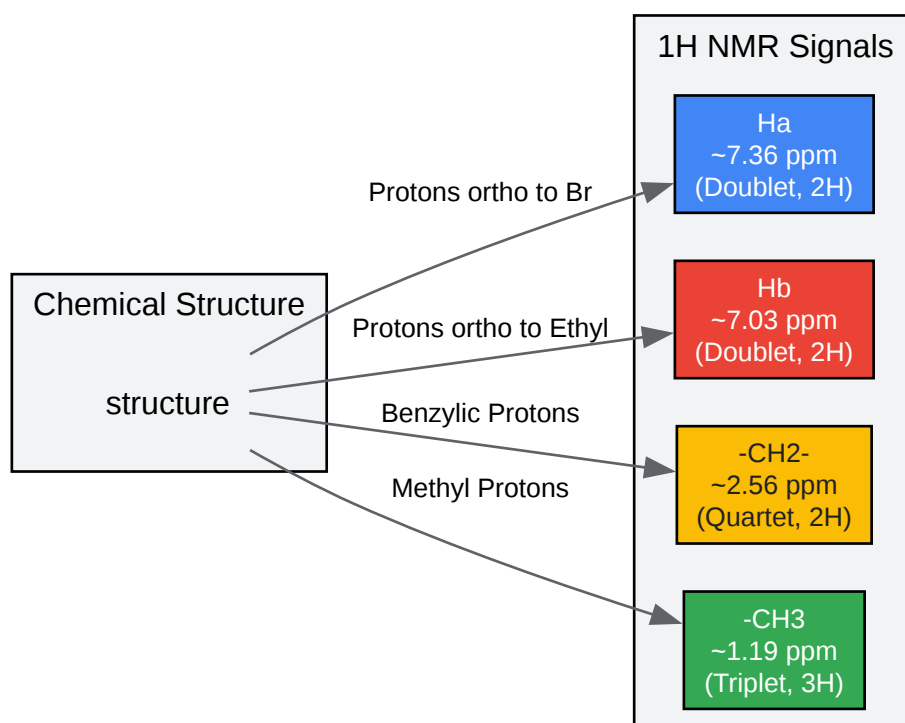 1H NMR Signals
Ha
~7.36 ppm
(Doublet, 2H)
Protons ortho to Br
Hb
~7.03 ppm
(Doublet, 2H)
Chemical Structure
Protons ortho to Ethyl
structure
Benzylic Protons
-CH2-
~2.56 ppm
(Quartet, 2H)
Methyl Protons
-CH3
~1.19 ppm
(Triplet, 3H)